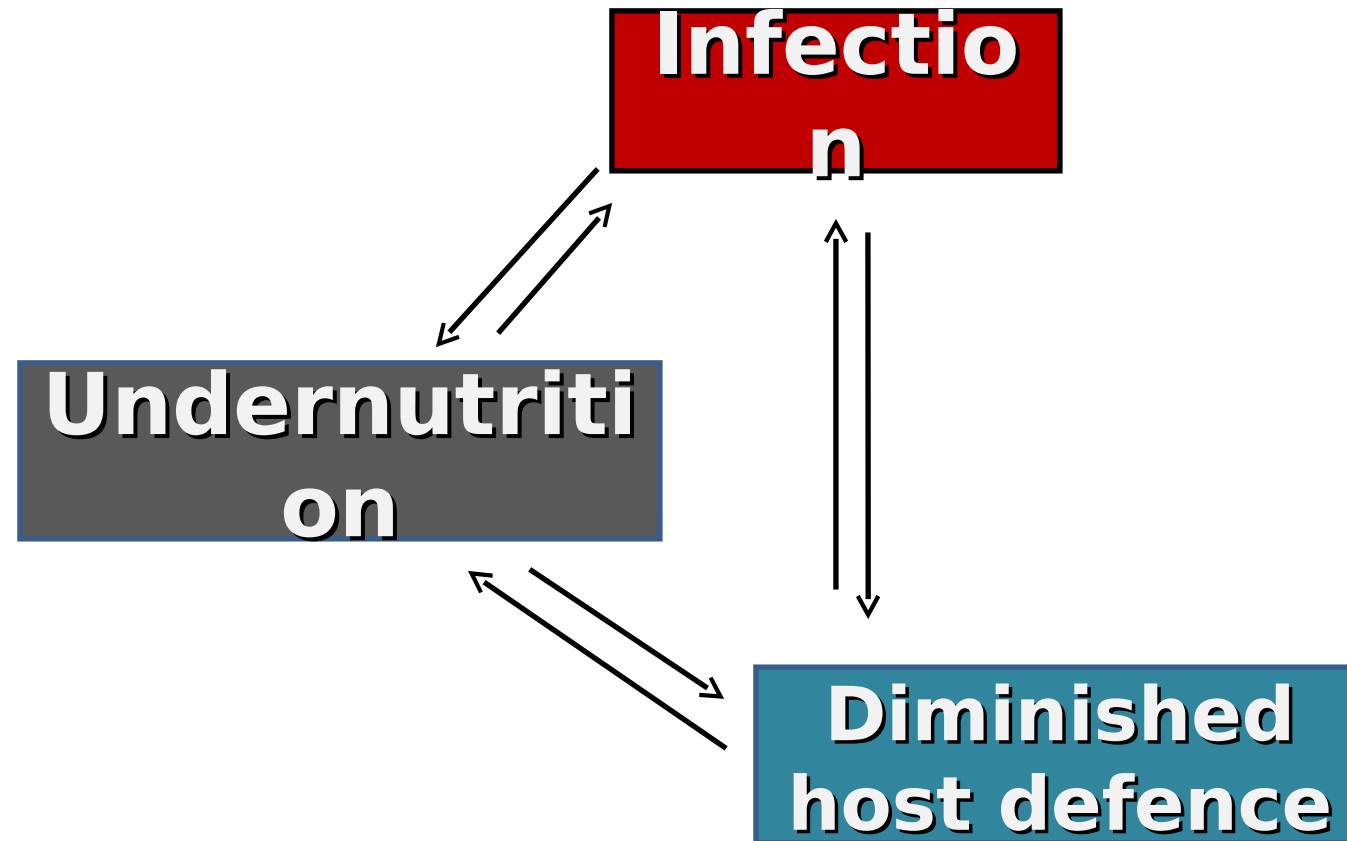 Infectio
n
Undernutriti
on
Diminished
host defence